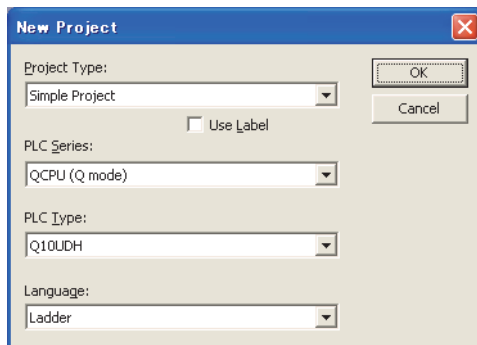 New Project
Project Type:
OK
Simple Project
Cancel
Use Label
PLC Series:
QCPU (Q mode)
PLC Type:
Q10UDH
Language:
Ladder